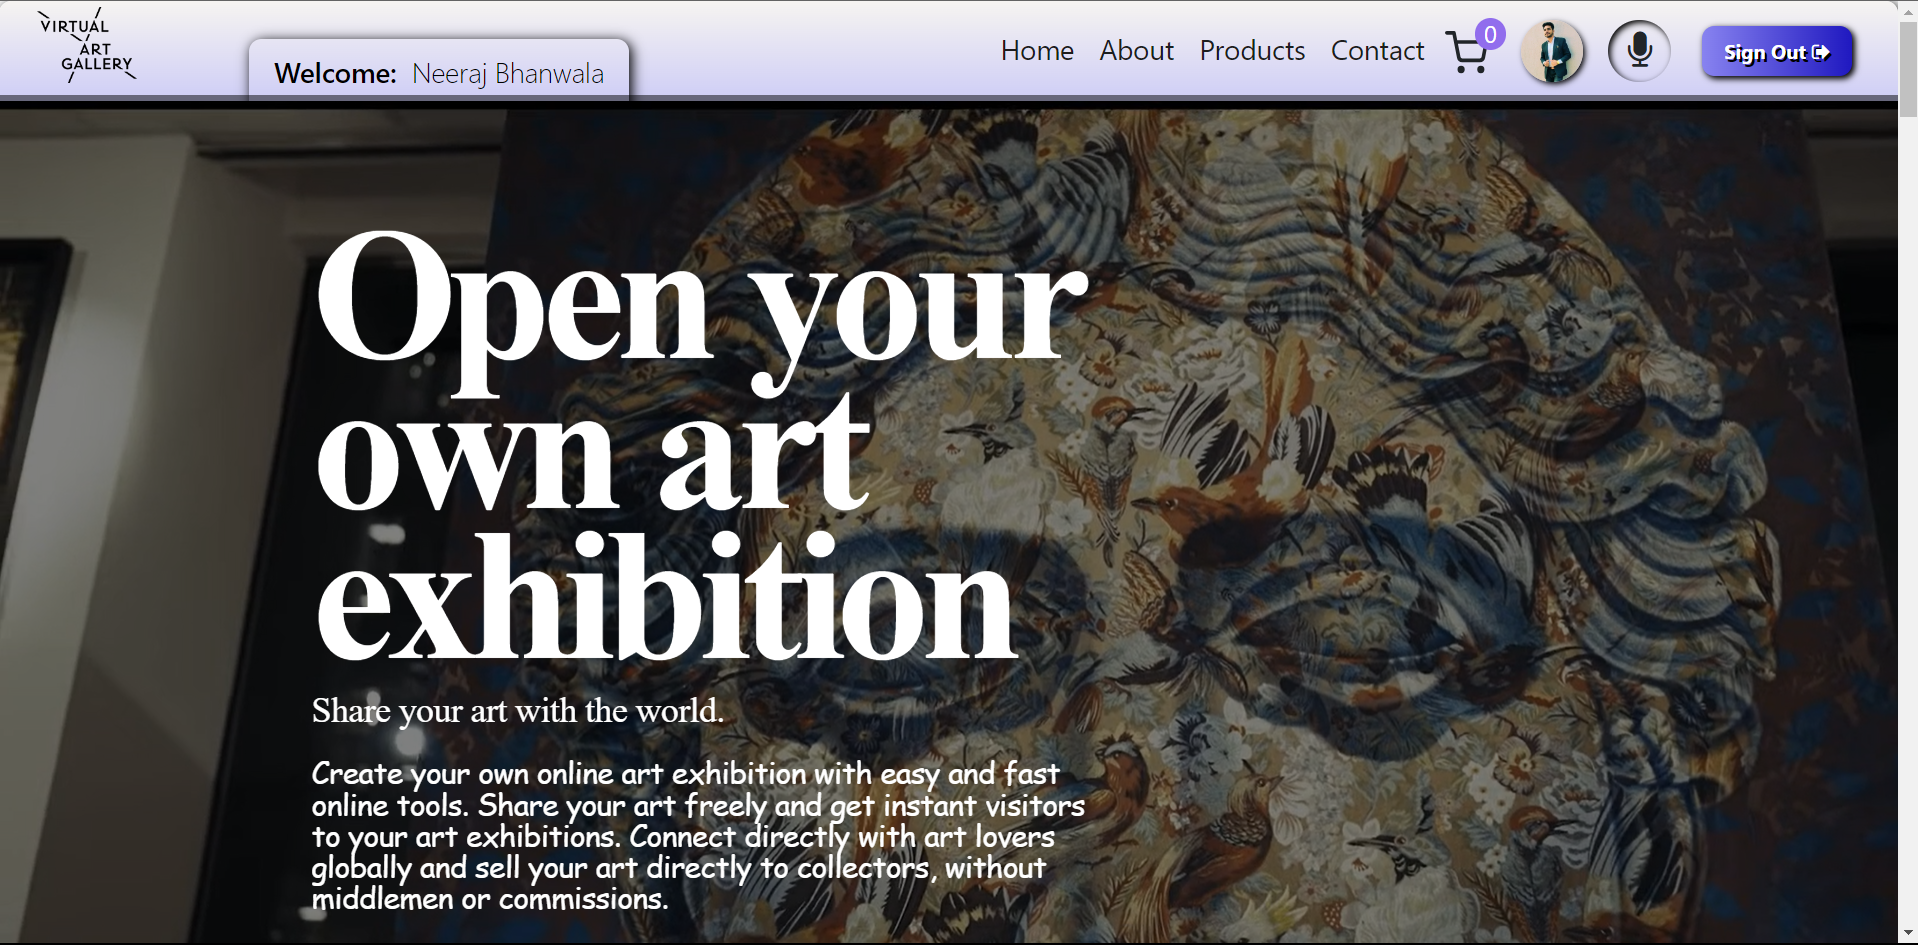 VIRTUAL
ART
GALLERY
Welcome: Neeraj Bhanwala
Home About Products Contact 0 Sign Out
Open your
own art
exhibition
Share your art with the world.
Create your own online art exhibition with easy and fast
online tools. Share your art freely and get instant visitors
to your art exhibitions. Connect directly with art lovers
globally and sell your art directly to collectors, without
middlemen or commissions.